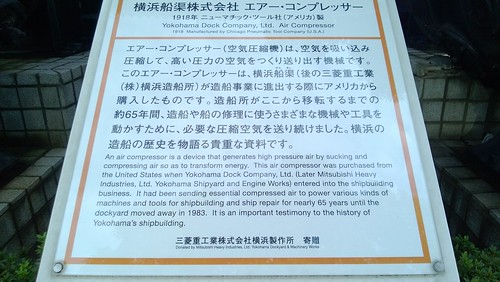 横浜船渠株式会社 エアー・コンプレッサー
1918年 ニューマチック・ツール社(アメリカ)製
Yokohama Dock Company, Ltd. Air Compressor
1918 Manufactured by Chicago Pneumatic Tool Company (U.S.A.)
エアー・コンプレッサー(空気圧縮機)は、空気を吸い込み
圧縮して、高い圧力の空気をつくり送り出す機械です。
このエアー・コンプレッサーは、横浜船渠(後の三菱重工業
(株)横浜造船所)が造船事業に進出する際にアメリカから
購入したものです。造船所がここから移転するまでの
約65年間、造船や船の修理に使うさまざまな機械や工具を
動かすために、必要な圧縮空気を送り続けました。横浜の
造船の歴史を物語る貴重な資料です。
An air compressor is a device that generates high pressure air by sucking and
compressing air so as to transform energy. This air compressor was purchased from
the United States when Yokohama Dock Company, Ltd. (Later Mitsubishi Heavy
Industries, Ltd. Yokohama Shipyard and Engine Works) entered into the shipbuilding
business. It had been sending essential compressed air to power various kinds of
machines and tools for shipbuilding and ship repair for nearly 65 years until the
dockyard moved away in 1983. It is an important testimony to the history of
Yokohama's shipbuilding.
三菱重工業株式会社横浜製作所 寄贈
Donated by Mitsubishi Heavy Industries, Ltd. Yokohama Dockyard & Machinery Works